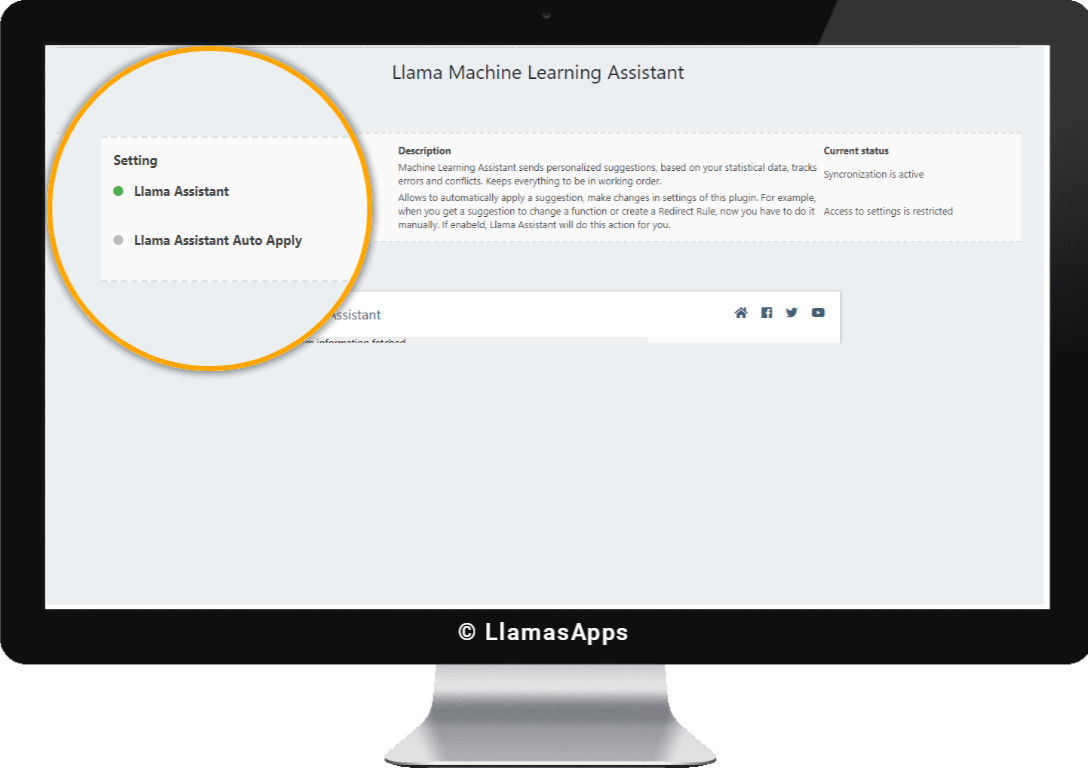 Llama Machine Learning Assistant
Setting
Llama Assistant
Llama Assistant Auto Apply
Description
Machine Learning Assistant sends personalized suggestions, based on your statistical data, tracks
errors and conflicts. Keeps everything to be in working order.
Allows to automatically apply a suggestion, make changes in settings of this plugin. For example,
when you get a suggestion to change a function or create a Redirect Rule, now you have to do it
manually. If enabeld, Llama Assistant will do this action for you.
Current status
Syncronization is active
Access to settings is restricted
Assistant
information fetched
© LlamasApps